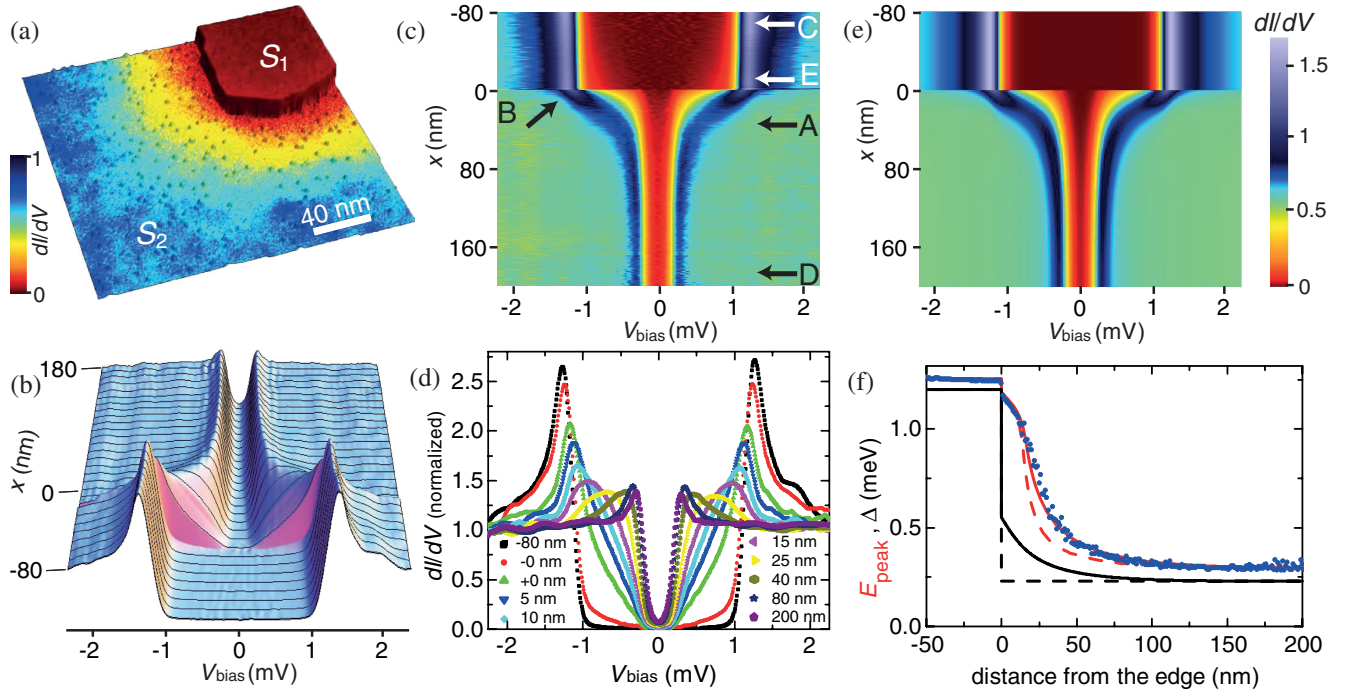 (a)
S1
S2
40 nm
1
dI/dV
0
(b)
180
x (nm)
0
-80
-2 -1 0 1 2
Vbias (mV)
(c)
-80
0
80
160
x (nm)
C
E
B
A
D
-2 -1 0 1 2
Vbias (mV)
(d)
2.5
2.0
1.5
1.0
0.5
0.0
dI/dV (normalized)
-80 nm
-0 nm
+0 nm
5 nm
10 nm
15 nm
25 nm
40 nm
80 nm
200 nm
-2 -1 0 1 2
Vbias (mV)
(e)
-80
0
80
160
x (nm)
-2 -1 0 1 2
Vbias (mV)
dI/dV
1.5
1
0.5
0
(f)
1.0
0.5
0.0
Epeak , Δ (meV)
-50 0 50 100 150 200
distance from the edge (nm)